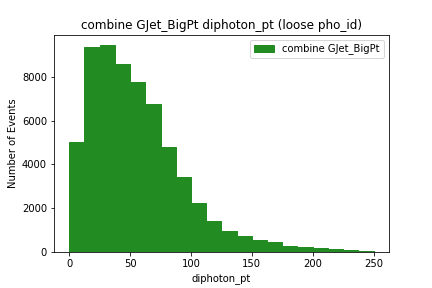 combine GJet_BigPt diphoton_pt (loose pho_id)
combine GJet_BigPt
8000
6000
4000
2000
0
Number of Events
0 50 100 150 200 250
diphoton_pt